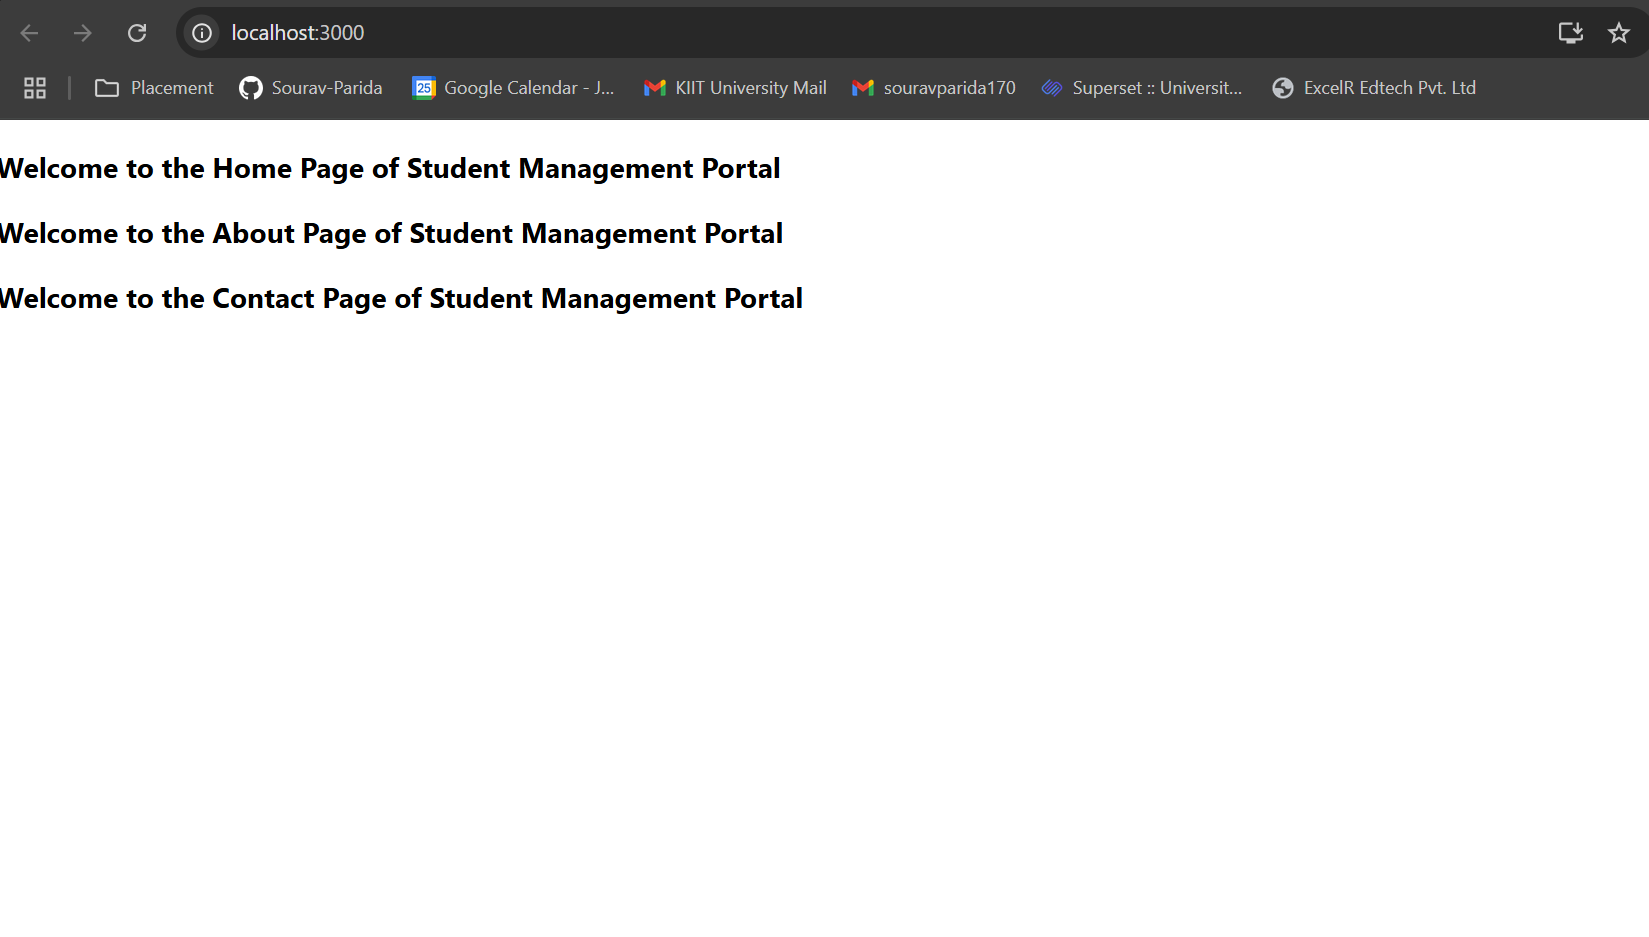 localhost:3000
Placement Sourav-Parida Google Calendar - J... KIIT University Mail souravparida170 Superset :: Universit... ExcelR Edtech Pvt. Ltd
Welcome to the Home Page of Student Management Portal
Welcome to the About Page of Student Management Portal
Welcome to the Contact Page of Student Management Portal